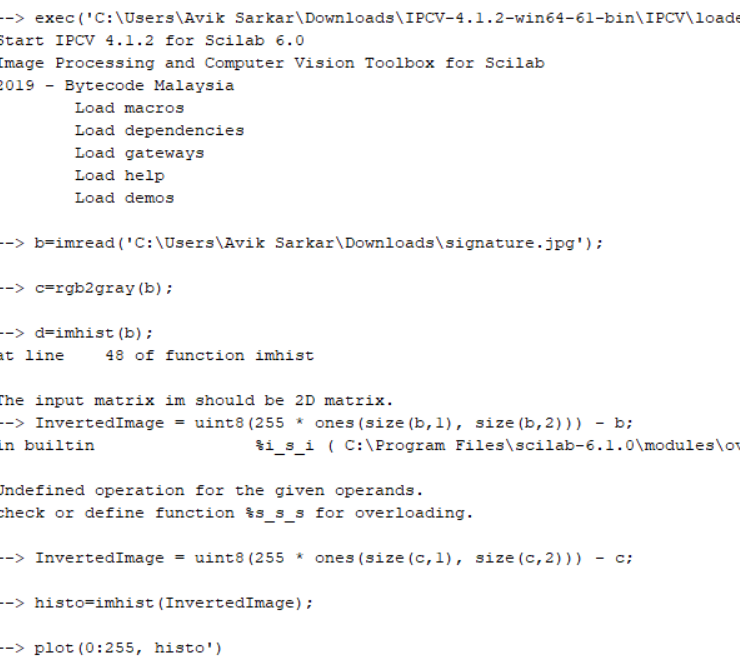 --> exec('C:\Users\Avik Sarkar\Downloads\IPCV-4.1.2-win64-61-bin\IPCV\loade
Start IPCV 4.1.2 for Scilab 6.0
Image Processing and Computer Vision Toolbox for Scilab
2019 - Bytecode Malaysia
Load macros
Load dependencies
Load gateways
Load help
Load demos
--> b=imread('C:\Users\Avik Sarkar\Downloads\signature.jpg');
--> c=rgb2gray(b);
--> d=imhist(b);
at line 48 of function imhist
The input matrix im should be 2D matrix.
--> InvertedImage = uint8(255 * ones(size(b,1), size(b,2))) - b;
in builtin %i_s_i ( C:\Program Files\scilab-6.1.0\modules\ov
Undefined operation for the given operands.
check or define function %s_s_s for overloading.
--> InvertedImage = uint8(255 * ones(size(c,1), size(c,2))) - c;
--> histo=imhist(InvertedImage);
--> plot(0:255, histo')